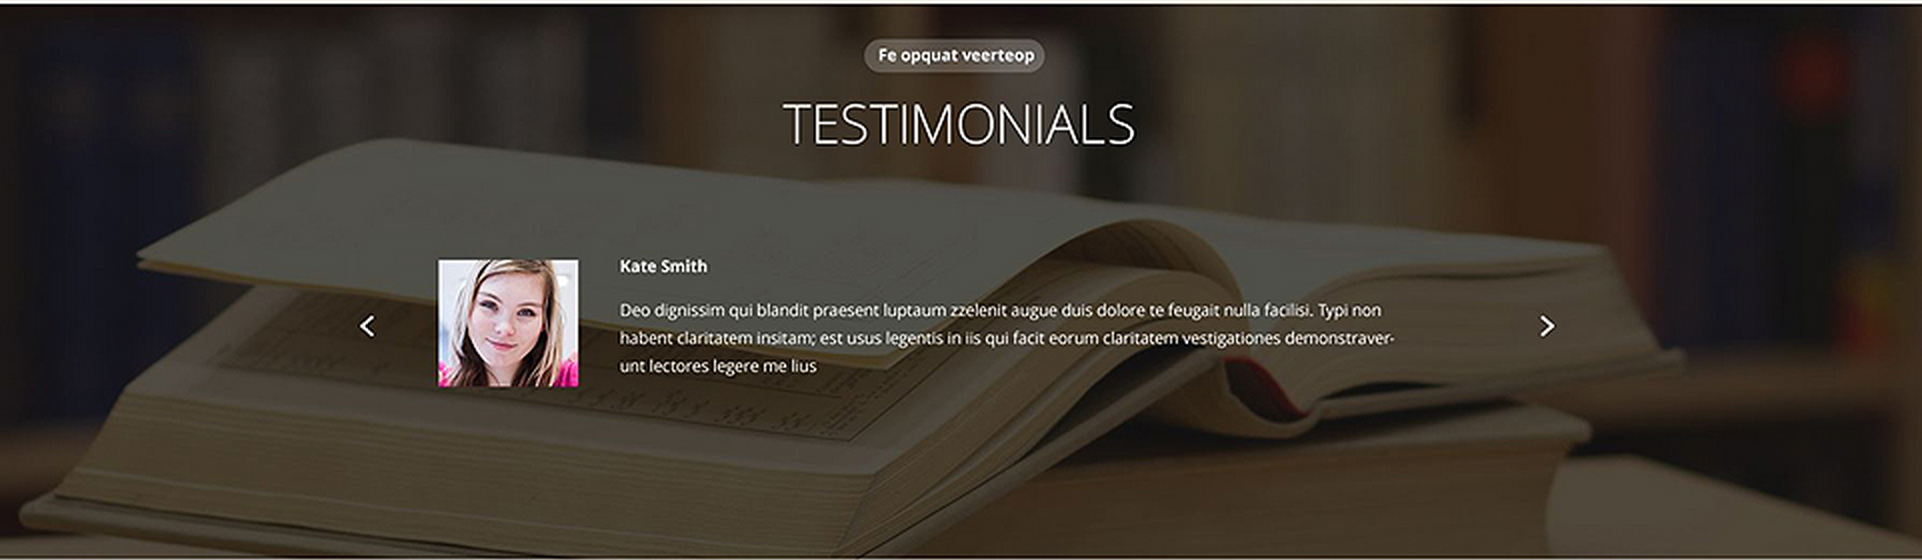 Fe opquat veerteop
TESTIMONIALS
Kate Smith
Deo dignissim qui blandit praesent luptaum zzelenit augue duis dolore te feugait nulla facilisi. Typi non
habent claritatem insitam; est usus legentis in iis qui facit eorum claritatem vestigationes demonstraver-
unt lectores legere me lius